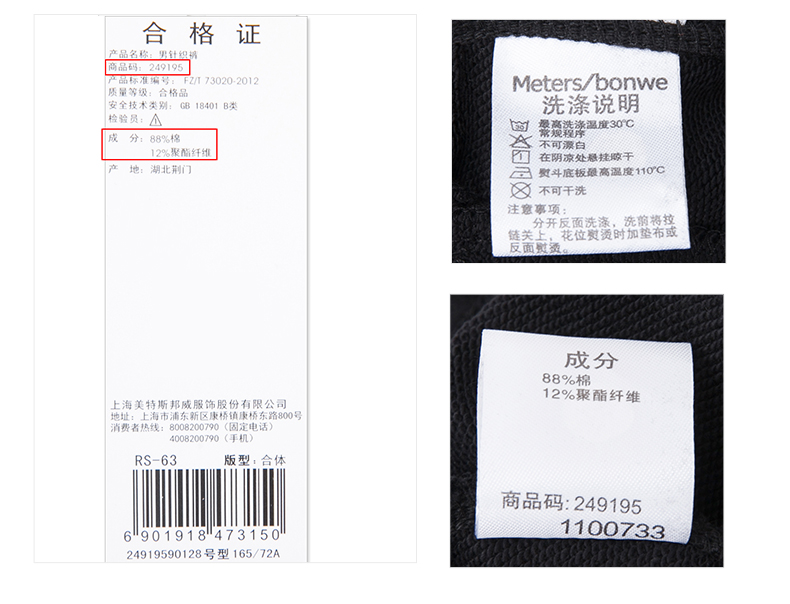 合格证
产品名称: 男针织裤
商品码: 249195
产品标准编号: FZ/T 73020-2012
质量等级: 合格品
安全技术类别: GB 18401 B类
检验员:
成 分: 88%棉
12%聚酯纤维
产 地: 湖北荆门
上海美特斯邦威服饰股份有限公司
地址: 上海市浦东新区康桥镇康桥东路800号
消费者热线: 8008200790 (固定电话)
4008200790 (手机)
RS-63 版型: 合体
6 901918 473150
24919590128 号型 165/72A
Meters/bonwe
洗涤说明
最高洗涤温度30℃
常规程序
不可漂白
在阴凉处悬挂晾干
熨斗底板最高温度110℃
不可干洗
注意事项:
分开反面洗涤, 洗前将拉
链关上, 花位熨烫时加垫布或
反面熨烫。
成分
88%棉
12%聚酯纤维
商品码: 249195
1100733